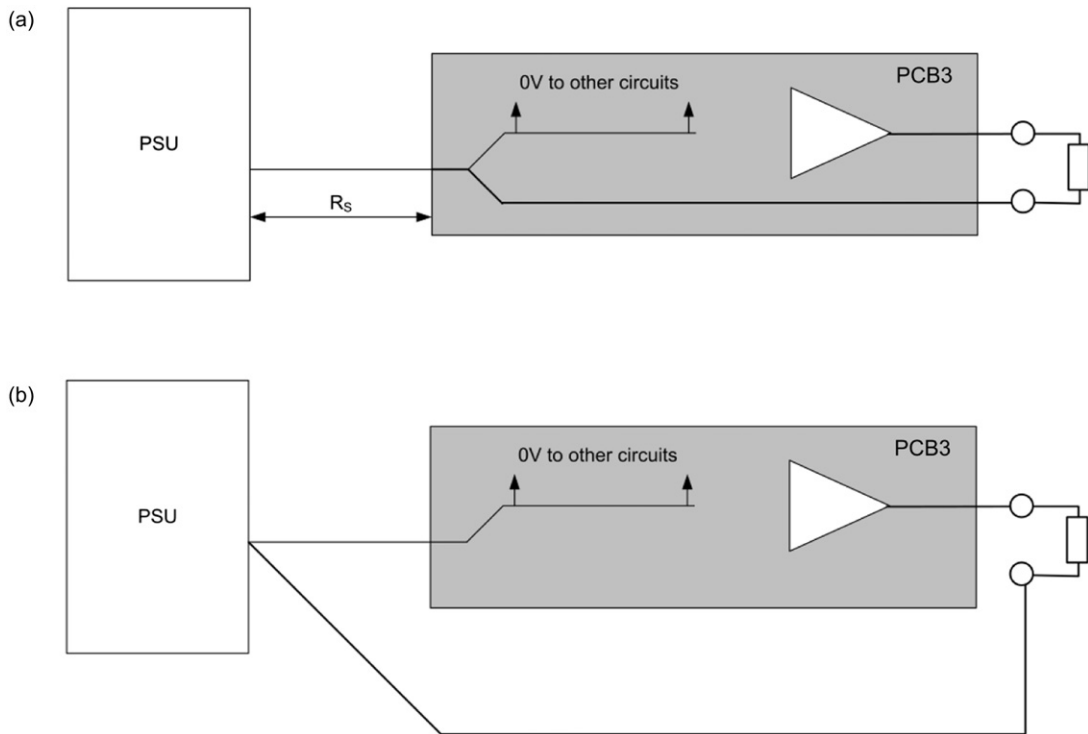 (a)
PSU
0V to other circuits
PCB3
RS
(b)
PSU
0V to other circuits
PCB3